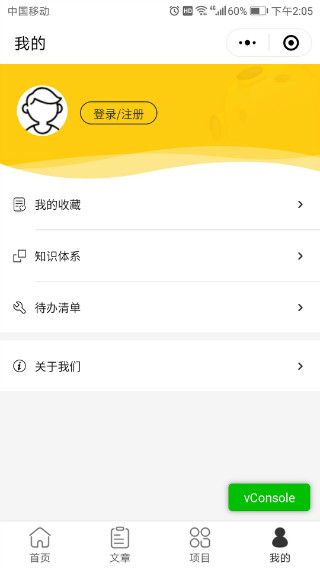 中国移动 HD 46 60% 下午2:05
我的
登录/注册
我的收藏
知识体系
待办清单
关于我们
vConsole
首页 文章 项目 我的